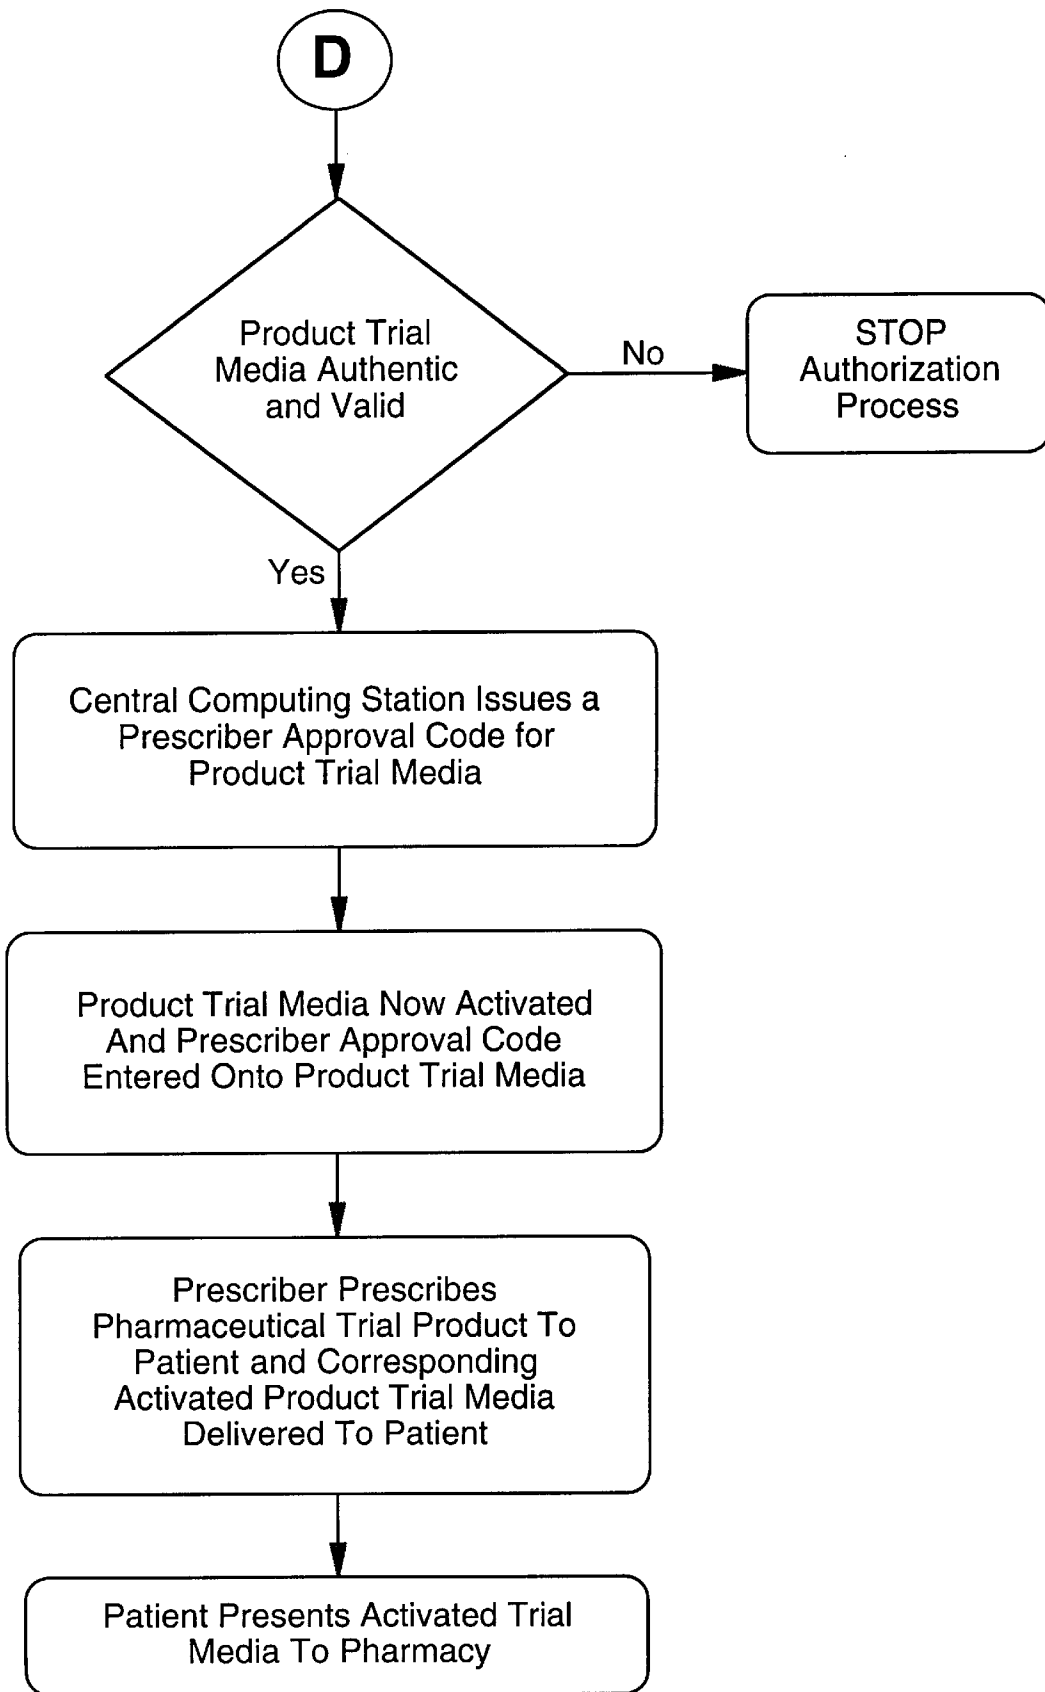 D
Product Trial
Media Authentic
and Valid
No
STOP
Authorization
Process
Yes
Central Computing Station Issues a
Prescriber Approval Code for
Product Trial Media
Product Trial Media Now Activated
And Prescriber Approval Code
Entered Onto Product Trial Media
Prescriber Prescribes
Pharmaceutical Trial Product To
Patient and Corresponding
Activated Product Trial Media
Delivered To Patient
Patient Presents Activated Trial
Media To Pharmacy